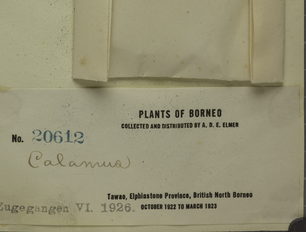 PLANTS OF BORNEO
COLLECTED AND DISTRIBUTED BY A. D. E. ELMER
No. 20612
Calamus
Tawao, Elphinstone Province, British North Borneo
Zugegangen VI. 1926.
OCTOBER 1922 TO MARCH 1923